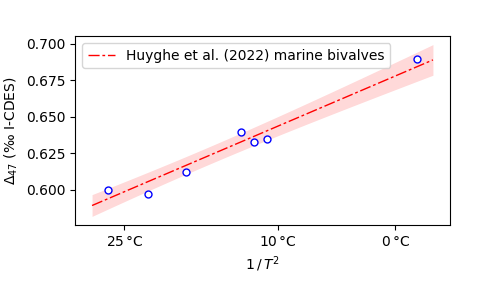 0.700
0.675
0.650
0.625
0.600
Δ47 (‰ I-CDES)
Huyghe et al. (2022) marine bivalves
25 °C
10 °C
0 °C
1 / T²